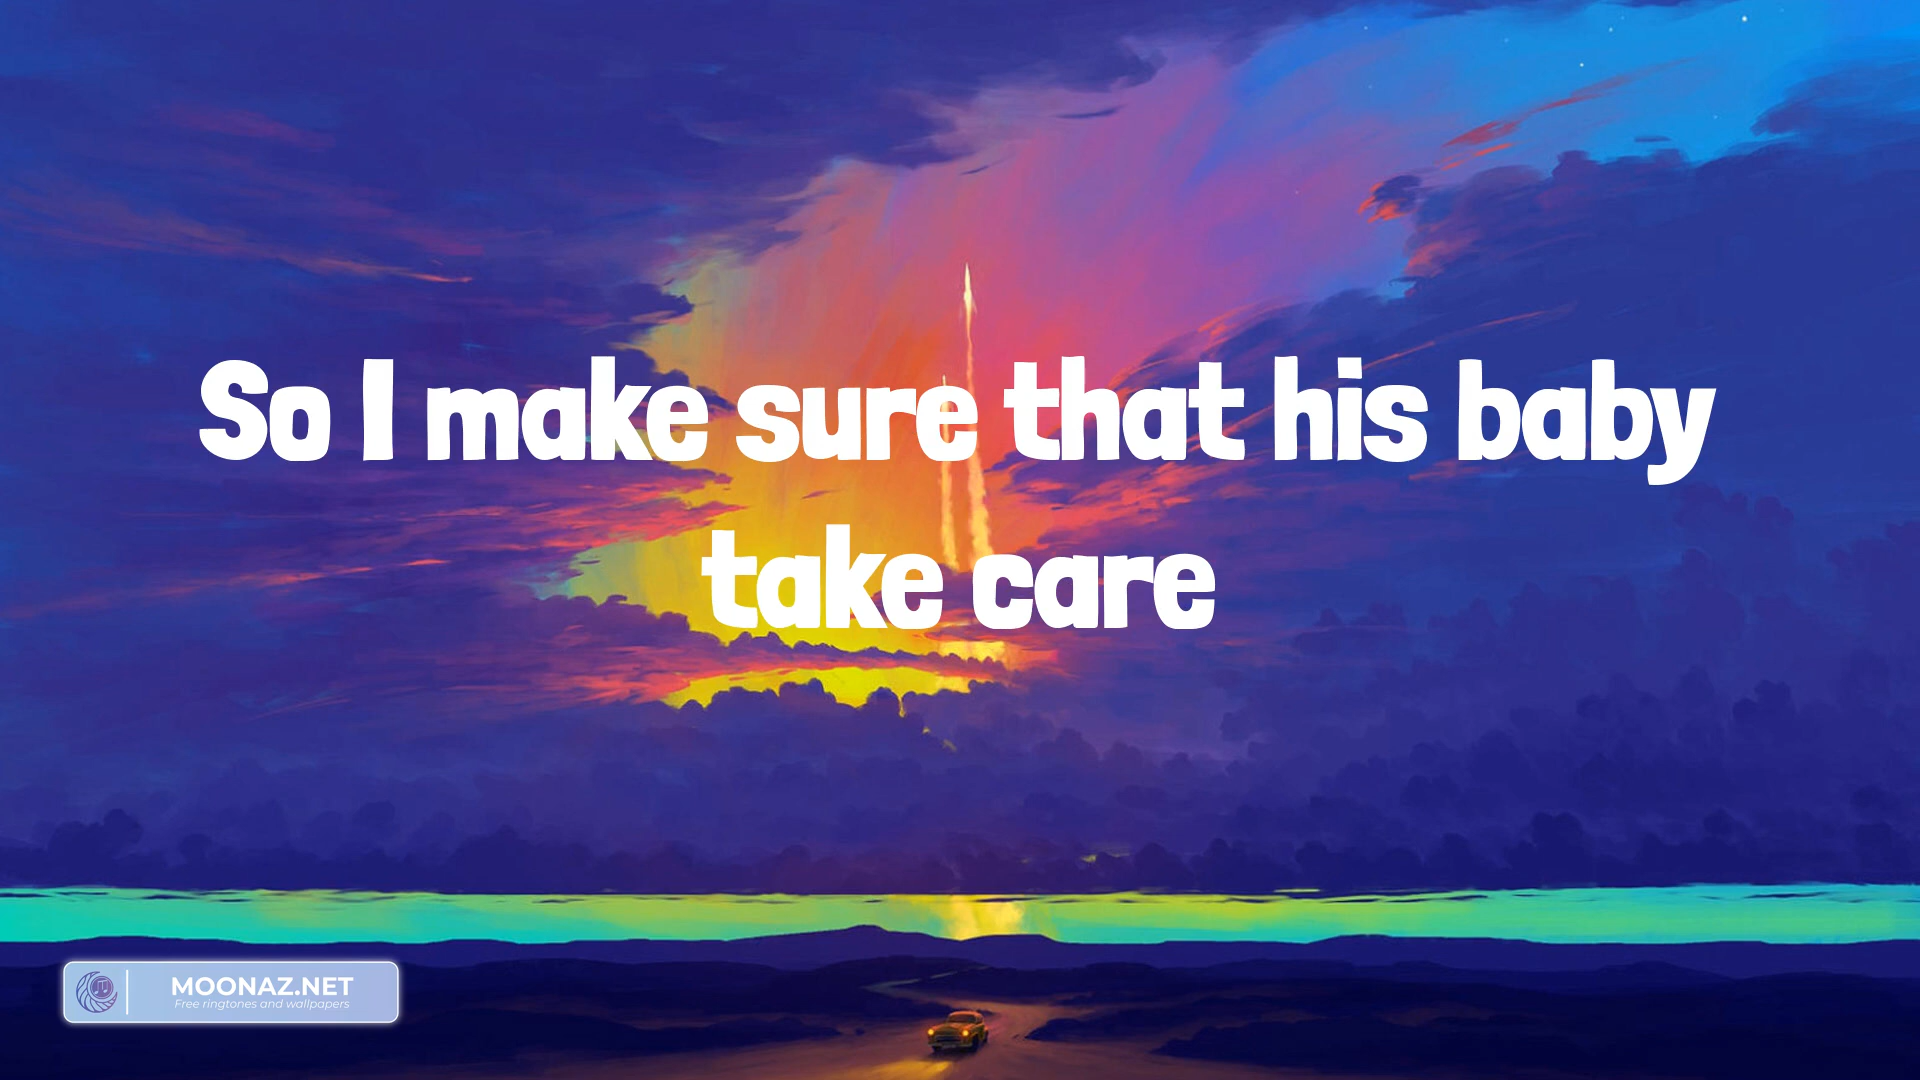 So I make sure that his baby
take care
MOONAZ.NET
Free ringtones and wallpapers